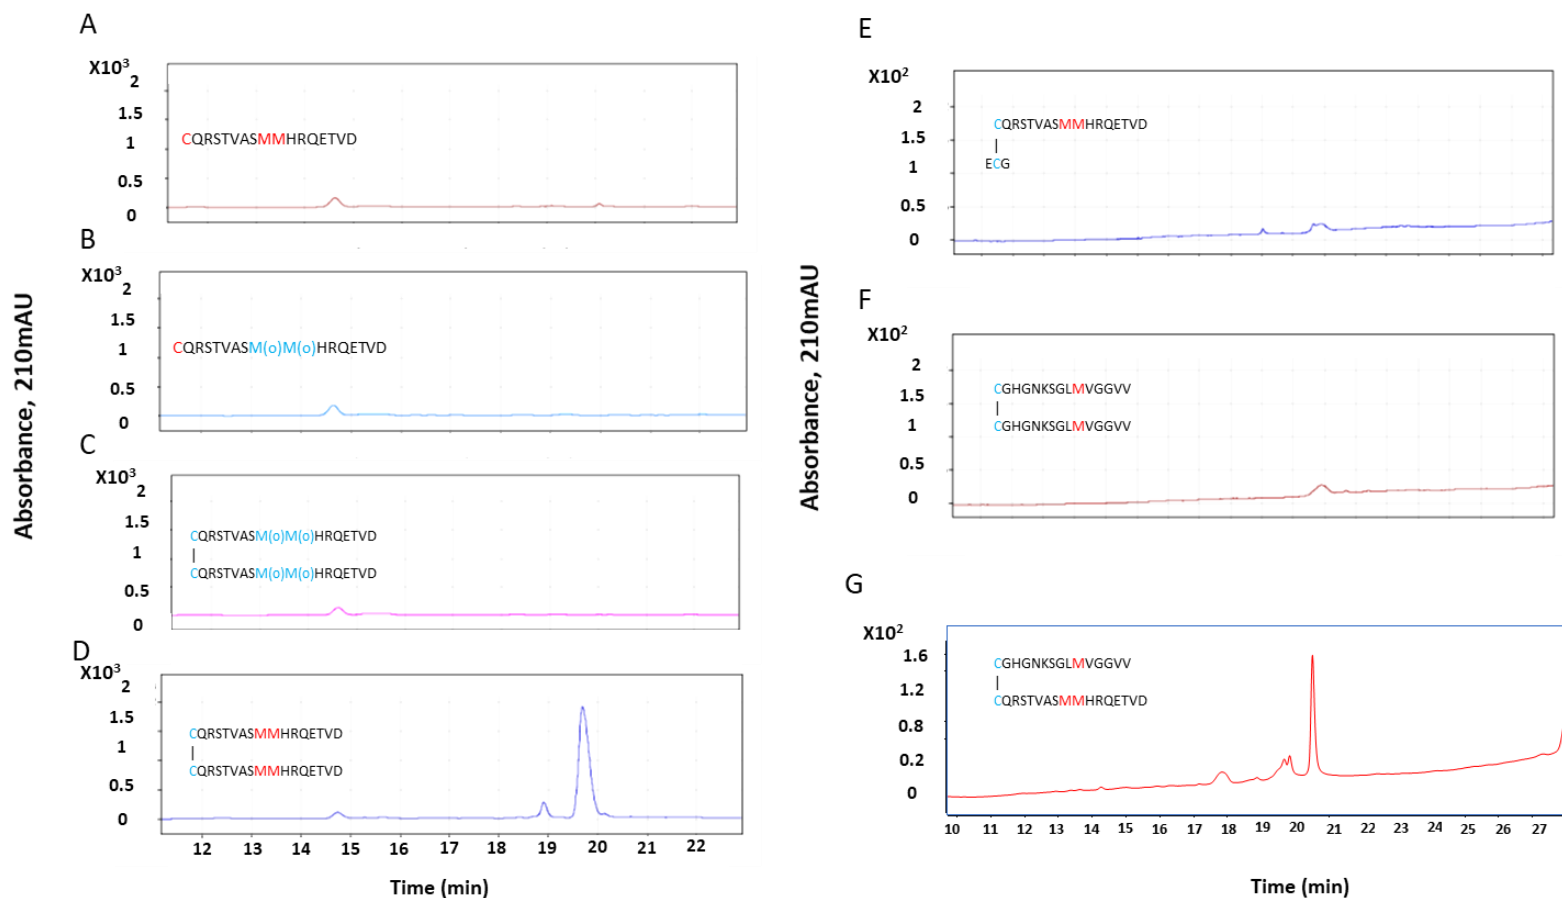 A
X10³
2
1.5
1
0.5
0
CQRSTVASMMHRQETVD
B
X10³
2
1.5
1
0.5
0
CQRSTVASM(o)M(o)HRQETVD
C
X10³
2
1.5
1
0.5
0
CQRSTVASM(o)M(o)HRQETVD
|
CQRSTVASM(o)M(o)HRQETVD
D
X10³
2
1.5
1
0.5
0
CQRSTVASMMHRQETVD
|
CQRSTVASMMHRQETVD
12 13 14 15 16 17 18 19 20 21 22
Time (min)
Absorbance, 210mAU
E
X10²
2
1.5
1
0.5
0
CQRSTVASMMHRQETVD
|
ECG
F
X10²
2
1.5
1
0.5
0
CGHGNKSGLMVGGVV
|
CGHGNKSGLMVGGVV
G
X10²
1.6
1.2
0.8
0.2
0
CGHGNKSGLMVGGVV
|
CQRSTVASMMHRQETVD
10 11 12 13 14 15 16 17 18 19 20 21 22 23 24 25 26 27
Time (min)
Absorbance, 210mAU